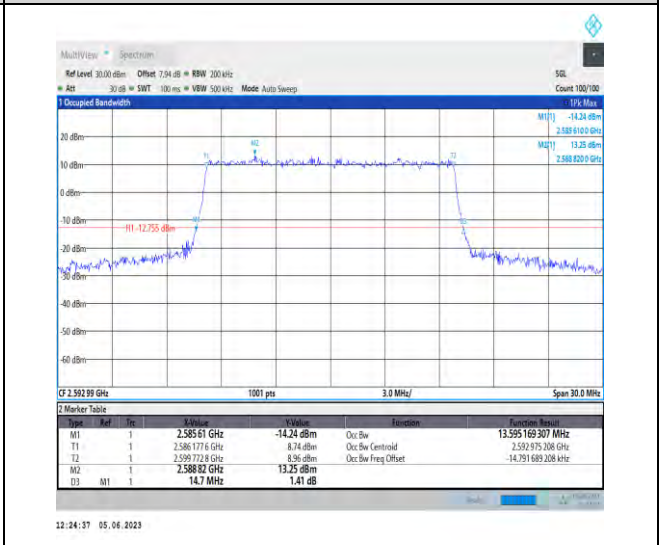 MultiView Spectrum
Ref Level 30.00 dBm Offset 7.94 dB RBW 200 kHz SGL
Att 30 dB SWT 100 ms VBW 500 kHz Mode Auto Sweep Count 100/100
1 Occupied Bandwidth 1Pk Max
M1[1] -14.24 dBm
2.585 610 0 GHz
M2[1] 13.25 dBm
2.588 820 0 GHz
20 dBm
M2
T1 T2
10 dBm
0 dBm
-10 dBm
H1 -12.755 dBm
-20 dBm
-30 dBm
-40 dBm
-50 dBm
-60 dBm
CF 2.592 99 GHz 1001 pts 3.0 MHz/ Span 30.0 MHz
2 Marker Table
Type Ref Trc X-Value Y-Value Function Function Result
M1 1 2.585 61 GHz -14.24 dBm Occ Bw 13.595 169 307 MHz
T1 1 2.586 177 6 GHz 8.74 dBm Occ Bw Centroid 2.592 975 208 GHz
T2 1 2.599 772 8 GHz 8.96 dBm Occ Bw Freq Offset -14.791 689 208 kHz
M2 1 2.588 82 GHz 13.25 dBm
D3 M1 1 14.7 MHz 1.41 dB
12:24:37 05.06.2023